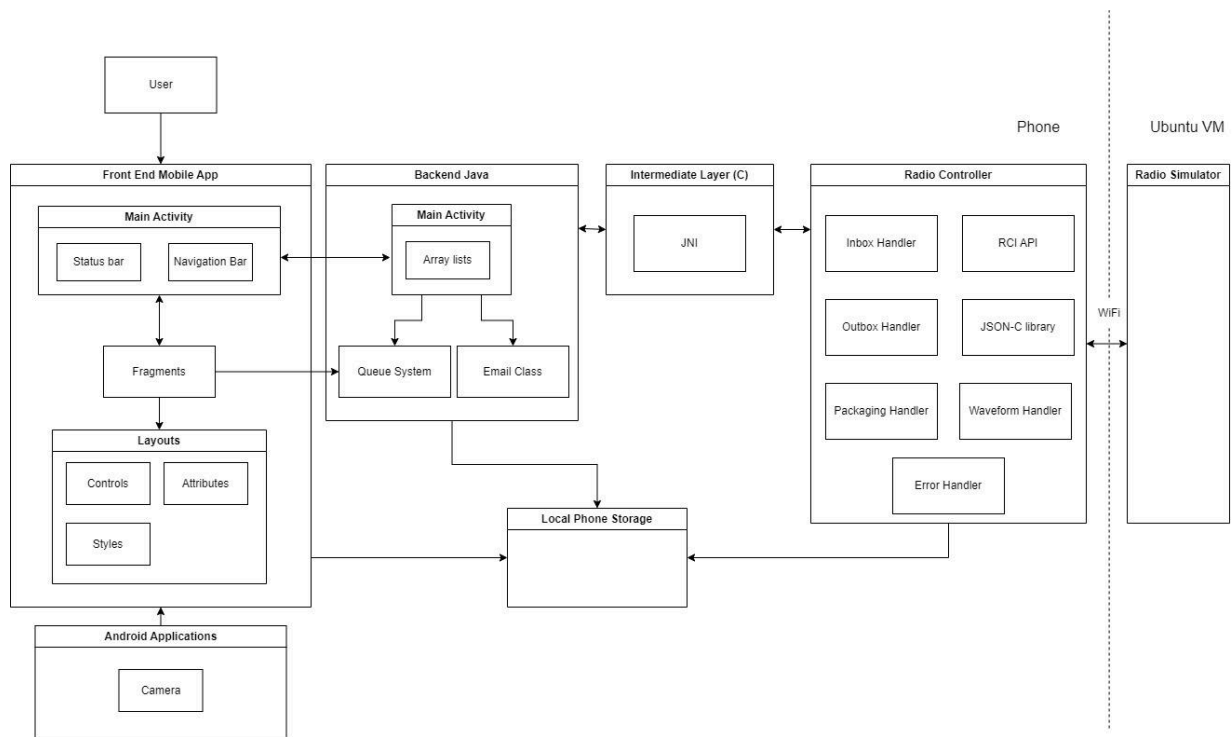 User
Phone
Ubuntu VM
Front End Mobile App
Main Activity
Status bar
Navigation Bar
Fragments
Layouts
Controls
Attributes
Styles
Android Applications
Camera
Backend Java
Main Activity
Array lists
Queue System
Email Class
Local Phone Storage
Intermediate Layer (C)
JNI
Radio Controller
Inbox Handler
RCI API
Outbox Handler
JSON-C library
Packaging Handler
Waveform Handler
Error Handler
WiFi
Radio Simulator